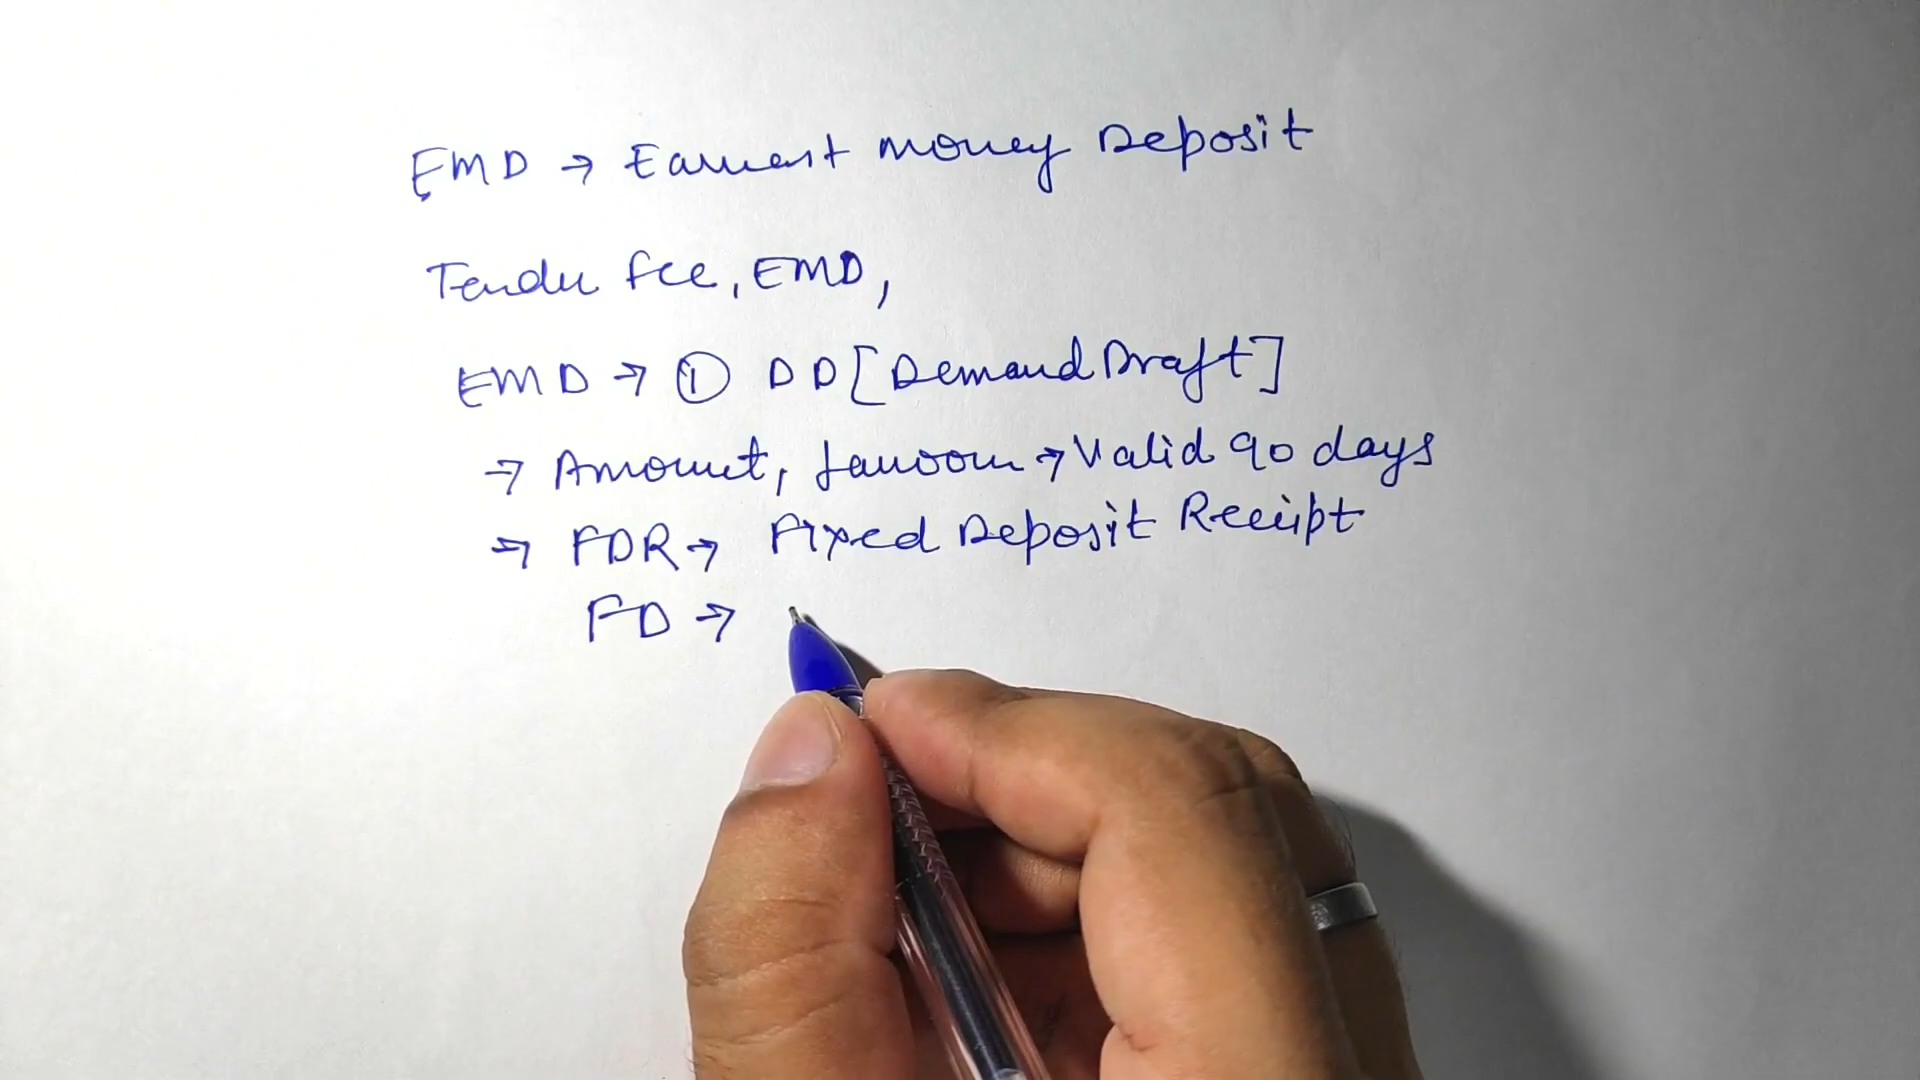 EMD → Earnest Money Deposit
Tender fee, EMD,
EMD → ① DD [Demand Draft]
→ Amount, → Valid 90 days
→ FDR → Fixed Deposit Receipt
FD →